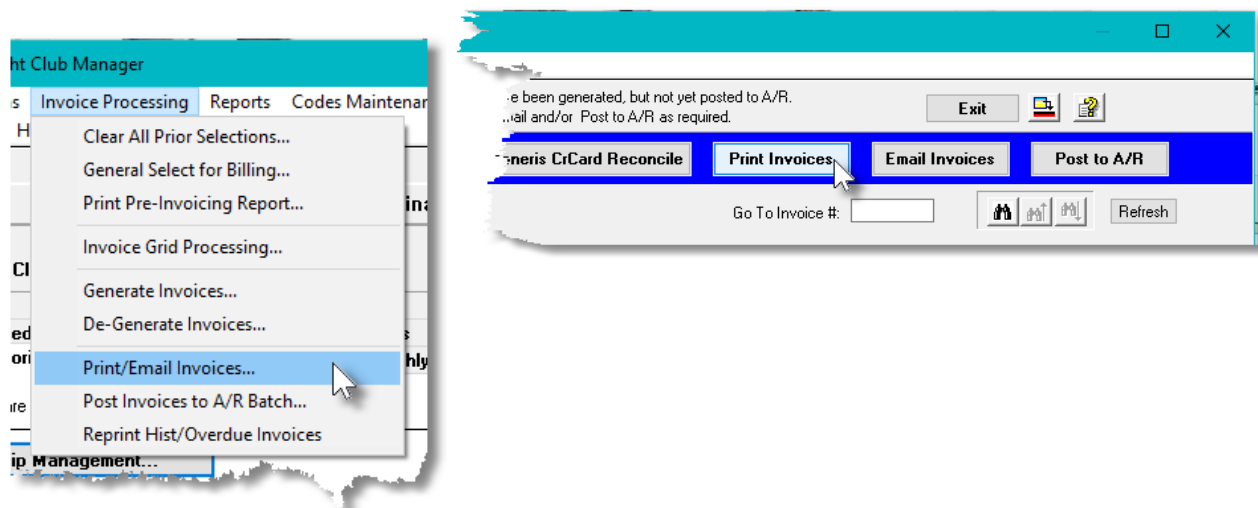 ht Club Manager
s Invoice Processing Reports Codes Maintenar
H
Clear All Prior Selections...
General Select for Billing...
Print Pre-Invoicing Report...
ina
Invoice Grid Processing...
Cl
Generate Invoices...
De-Generate Invoices...
ed
s
ori
hly
Print/Email Invoices...
Post Invoices to A/R Batch...
Reprint Hist/Overdue Invoices
ip Management...
e been generated, but not yet posted to A/R.
ail and/or Post to A/R as required.
Exit
eneris CrCard Reconcile Print Invoices Email Invoices Post to A/R
Go To Invoice #: Refresh